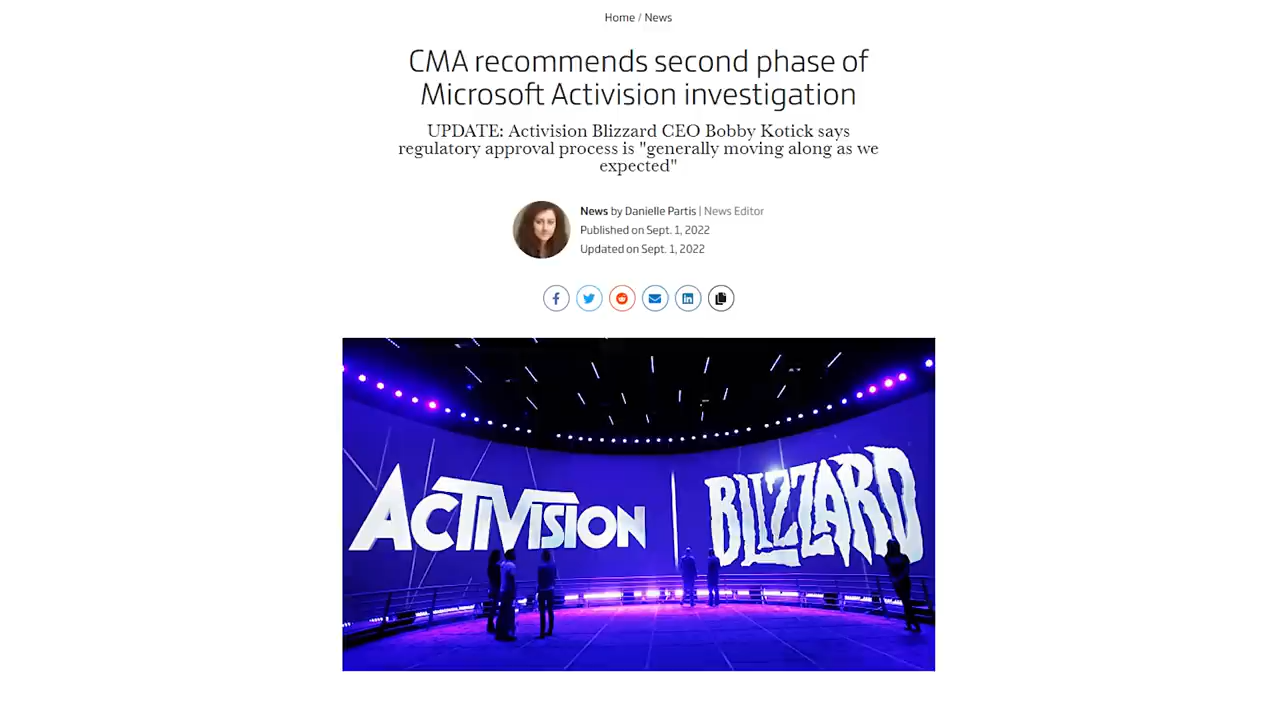 Home / News
CMA recommends second phase of
Microsoft Activision investigation
UPDATE: Activision Blizzard CEO Bobby Kotick says
regulatory approval process is "generally moving along as we
expected"
News by Danielle Partis | News Editor
Published on Sept. 1, 2022
Updated on Sept. 1, 2022
ACTIVISION | BLIZZARD